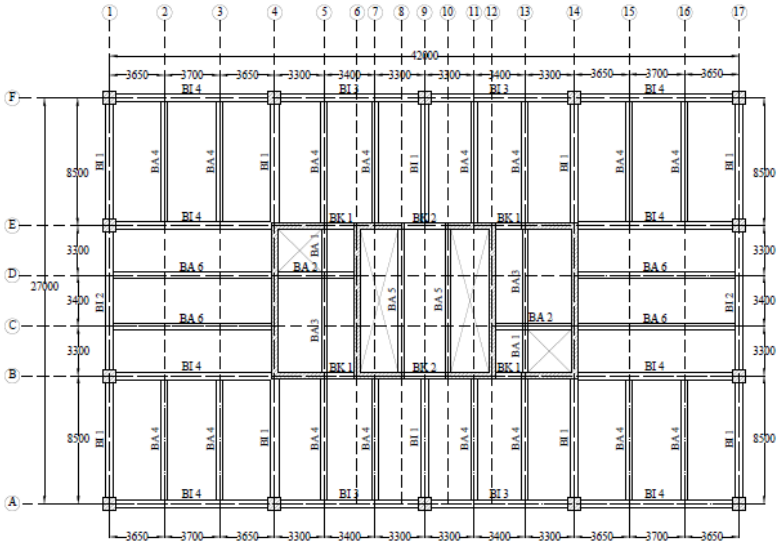 1 2 3 4 5 6 7 8 9 10 11 12 13 14 15 16 17
42000
3650 3700 3650 3300 3400 3300 3300 3400 3300 3650 3700 3650
F BI 4 BI 3 BI 3 BI 4
8500 BI 1 BA 4 BA 4 BI 1 BA 4 BA 4 BI 1 BA 4 BA 4 BI 1 BA 4 BA 4 BI 1 8500
E BI 4 BK 1 BK 2 BK 1 BI 4
3300 BA 1 3300
D BA 6 BA 2 BA 3 BA 6
27000 3400 BI 2 BA 5 BA 5 BI 2 3400
C BA 6 BA 3 BA 2 BA 6
3300 BA 1 3300
B BI 4 BK 1 BK 2 BK 1 BI 4
8500 BI 1 BA 4 BA 4 BI 1 BA 4 BA 4 BI 1 BA 4 BA 4 BI 1 BA 4 BA 4 BI 1 8500
A BI 4 BI 3 BI 3 BI 4
3650 3700 3650 3300 3400 3300 3300 3400 3300 3650 3700 3650